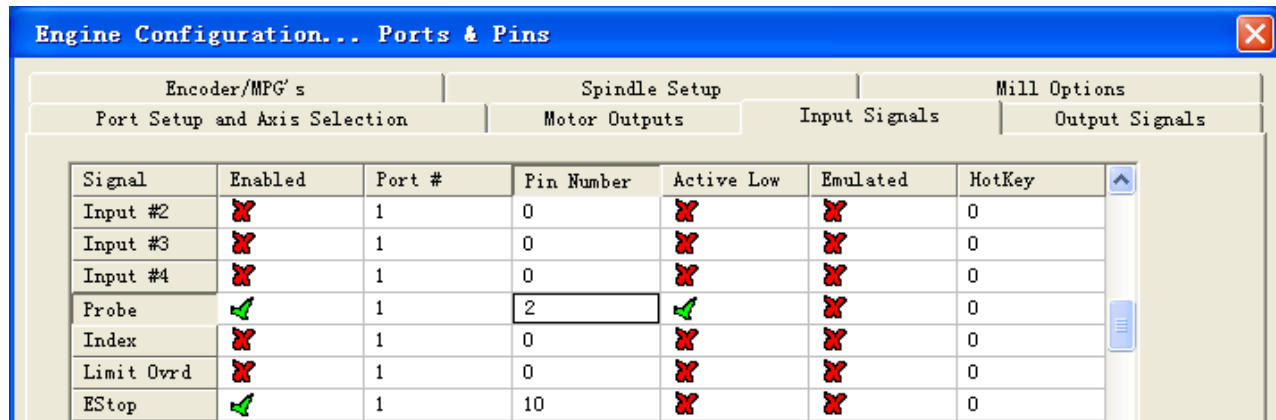 Engine Configuration... Ports & Pins
Encoder/MPG's Spindle Setup Mill Options
Port Setup and Axis Selection Motor Outputs Input Signals Output Signals
Signal Enabled Port # Pin Number Active Low Emulated HotKey
Input #2 1 0 0
Input #3 1 0 0
Input #4 1 0 0
Probe 1 2 0
Index 1 0 0
Limit Ovrd 1 0 0
EStop 1 10 0